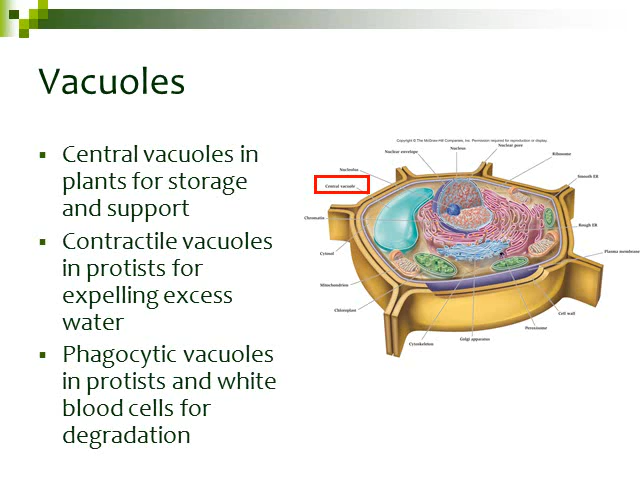 Vacuoles
▪ Central vacuoles in
plants for storage
and support
▪ Contractile vacuoles
in protists for
expelling excess
water
▪ Phagocytic vacuoles
in protists and white
blood cells for
degradation
Copyright © The McGraw-Hill Companies, Inc. Permission required for reproduction or display.
Nuclear pore
Nucleus
Nuclear envelope
Ribosome
Nucleolus
Smooth ER
Central vacuole
Chromatin
Rough ER
Cytosol
Plasma membrane
Mitochondrion
Chloroplast
Cell wall
Peroxisome
Golgi apparatus
Cytoskeleton